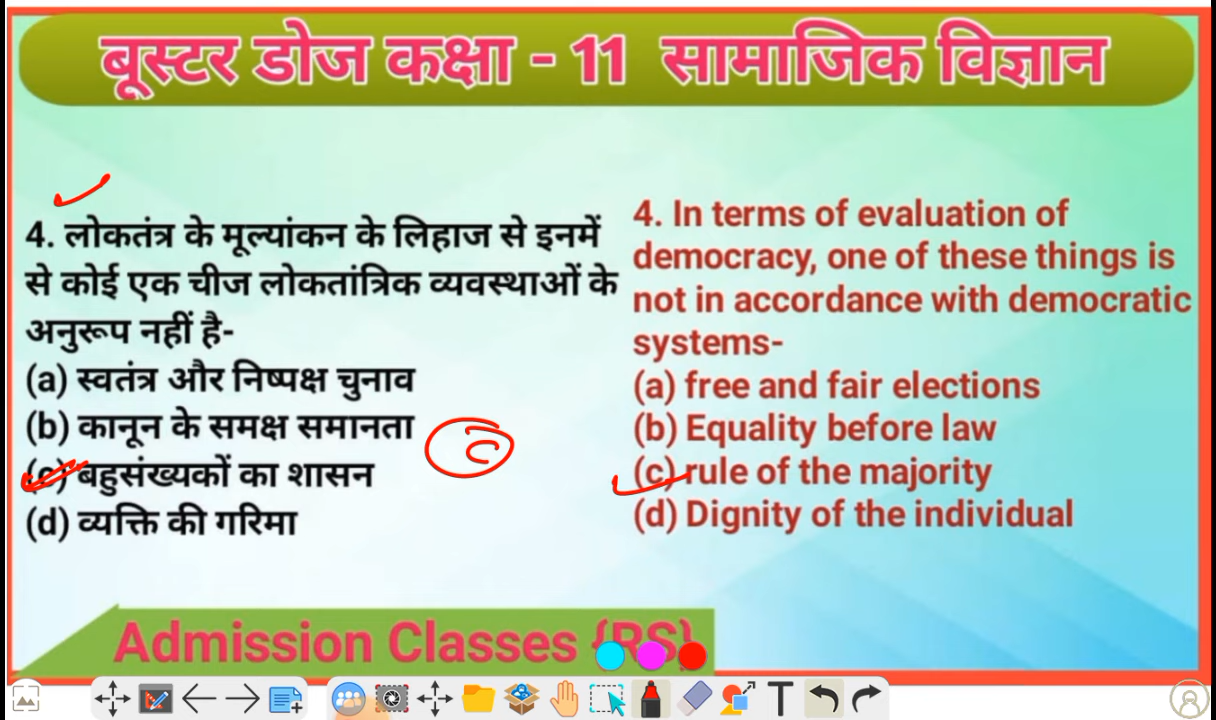 बूस्टर डोज कक्षा - 11 सामाजिक विज्ञान
4. लोकतंत्र के मूल्यांकन के लिहाज से इनमें
से कोई एक चीज लोकतांत्रिक व्यवस्थाओं के
अनुरूप नहीं है-
(a) स्वतंत्र और निष्पक्ष चुनाव
(b) कानून के समक्ष समानता
(c) बहुसंख्यकों का शासन
(d) व्यक्ति की गरिमा
C
4. In terms of evaluation of
democracy, one of these things is
not in accordance with democratic
systems-
(a) free and fair elections
(b) Equality before law
(c) rule of the majority
(d) Dignity of the individual
Admission Classes {RS}
T